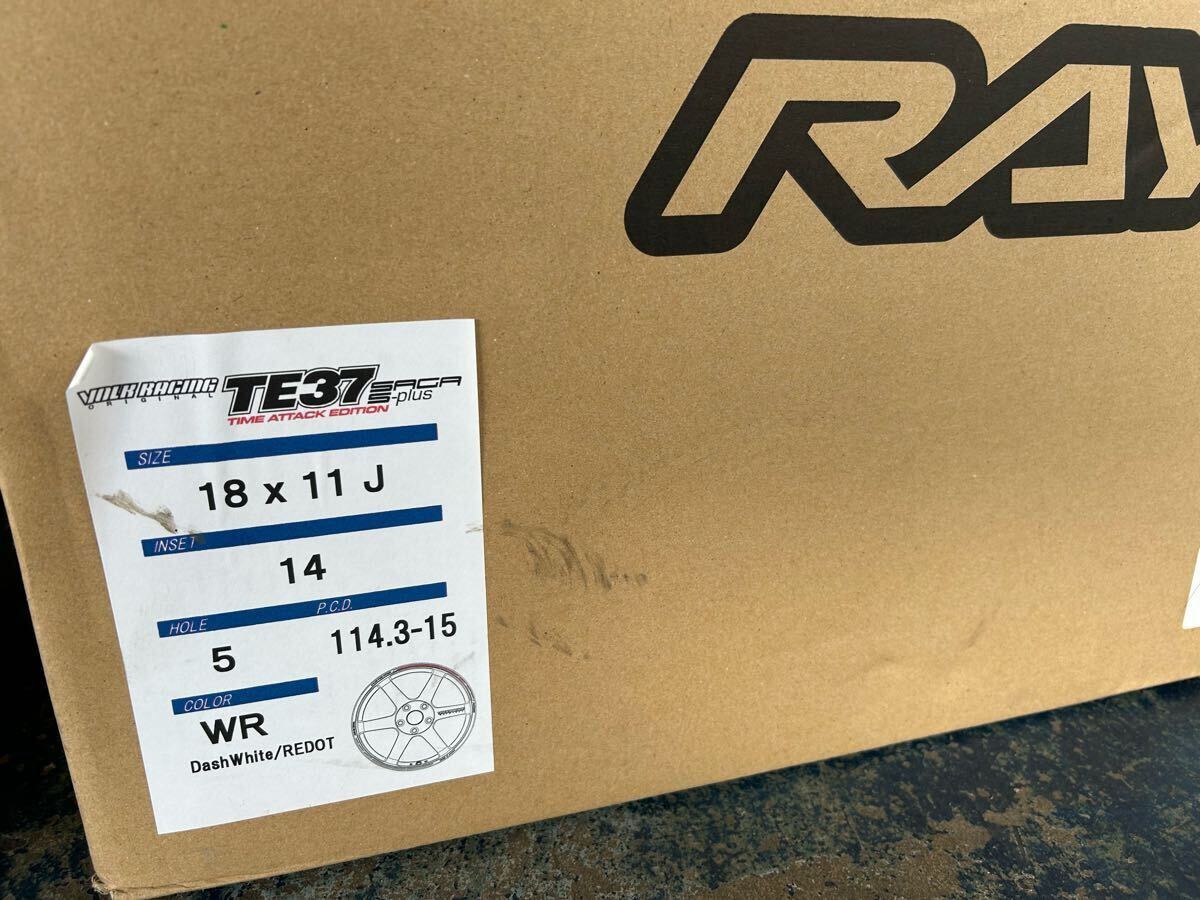 RAY
VOLK RACING
ORIGINAL
TE37 SAGA
S-plus
TIME ATTACK EDITION
SIZE
18 x 11 J
INSET
14
HOLE P.C.D.
5 114.3-15
COLOR
WR
DashWhite/REDOT